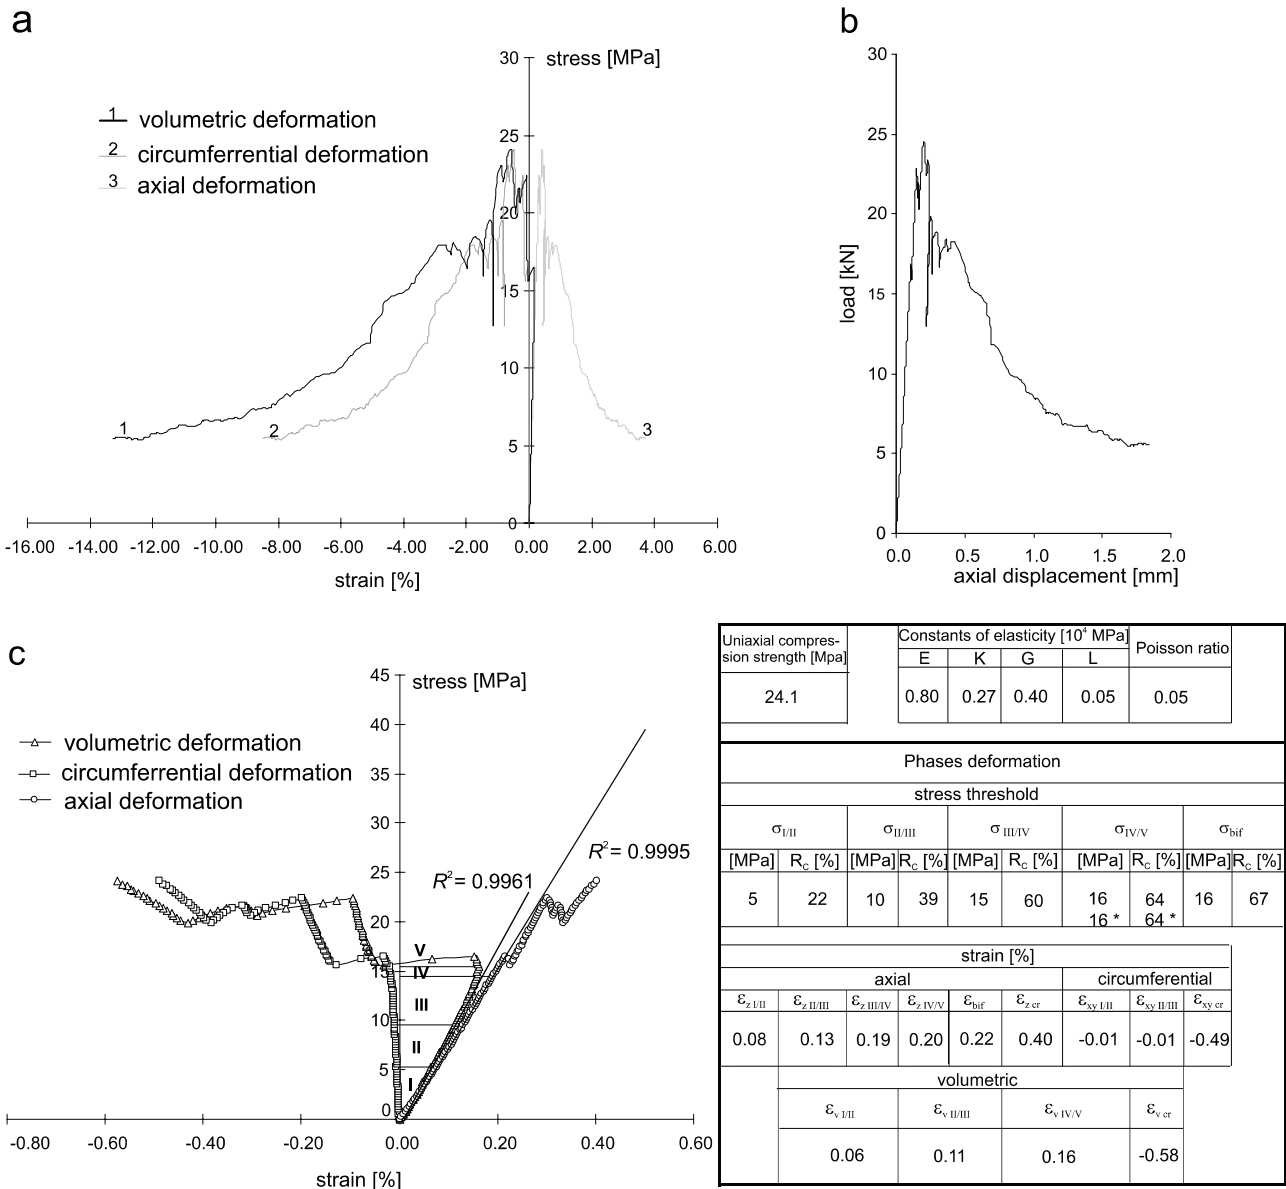 a
stress [MPa]
30
25
20
15
10
5
0
1 volumetric deformation
2 circumferrential deformation
3 axial deformation
1
2
3
-16.00 -14.00 -12.00 -10.00 -8.00 -6.00 -4.00 -2.00 0.00 2.00 4.00 6.00
strain [%]
b
30
25
20
15
10
5
0
load [kN]
0.0 0.5 1.0 1.5 2.0
axial displacement [mm]
c
stress [MPa]
45
40
35
30
25
20
15
10
5
0
volumetric deformation
circumferrential deformation
axial deformation
R²= 0.9995
R²= 0.9961
V
IV
III
II
I
-0.80 -0.60 -0.40 -0.20 0.00 0.20 0.40 0.60
strain [%]
Uniaxial compres-
sion strength [Mpa]
24.1
Constants of elasticity [10⁴ MPa]
E K G L
Poisson ratio
0.80 0.27 0.40 0.05 0.05
Phases deformation
stress threshold
σI/II σII/III σIII/IV σIV/V σbif
[MPa] RC [%] [MPa] RC [%] [MPa] RC [%] [MPa] RC [%] [MPa] RC [%]
5 22 10 39 15 60 16 64 16 67
16 * 64 *
strain [%]
axial circumferential
εz I/II εz II/III εz III/IV εz IV/V εbif εz cr εxy I/II εxy II/III εxy cr
0.08 0.13 0.19 0.20 0.22 0.40 -0.01 -0.01 -0.49
volumetric
εv I/II εv II/III εv IV/V εv cr
0.06 0.11 0.16 -0.58